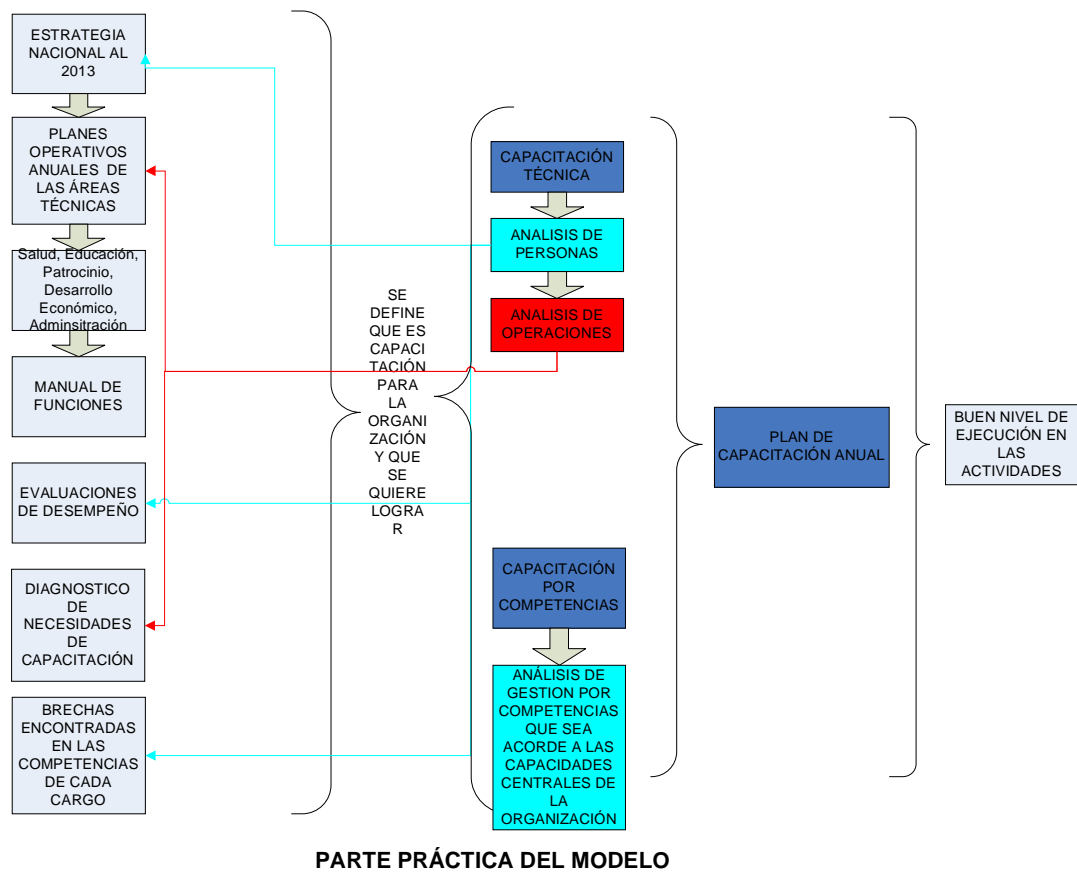 ESTRATEGIA
NACIONAL AL
2013
PLANES
OPERATIVOS
ANUALES DE
LAS ÁREAS
TÉCNICAS
Salud, Educación,
Patrocinio,
Desarrollo
Económico,
Adminsitración
MANUAL DE
FUNCIONES
EVALUACIONES
DE DESEMPEÑO
DIAGNOSTICO
DE
NECESIDADES
DE
CAPACITACIÓN
BRECHAS
ENCONTRADAS
EN LAS
COMPETENCIAS
DE CADA
CARGO
SE
DEFINE
QUE ES
CAPACI
TACIÓN
PARA
LA
ORGANI
ZACIÓN
Y QUE
SE
QUIERE
LOGRA
R
CAPACITACIÓN
TÉCNICA
ANALISIS DE
PERSONAS
ANALISIS DE
OPERACIONES
CAPACITACIÓN
POR
COMPETENCIAS
ANÁLISIS DE
GESTION POR
COMPETENCIAS
QUE SEA
ACORDE A LAS
CAPACIDADES
CENTRALES DE
LA
ORGANIZACIÓN
PLAN DE
CAPACITACIÓN ANUAL
BUEN NIVEL DE
EJECUCIÓN EN
LAS
ACTIVIDADES
PARTE PRÁCTICA DEL MODELO